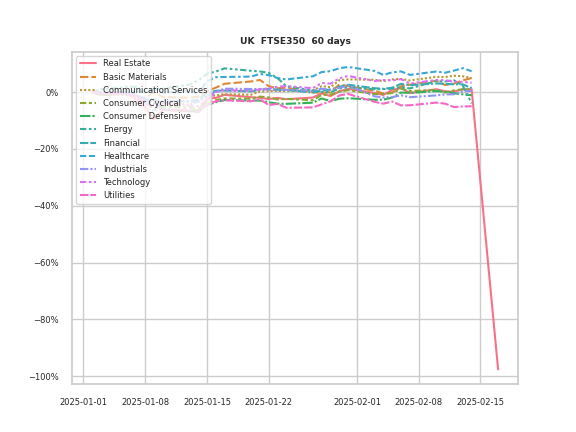 UK FTSE350 60 days
Real Estate
Basic Materials
Communication Services
Consumer Cyclical
Consumer Defensive
Energy
Financial
Healthcare
Industrials
Technology
Utilities
0%
−20%
−40%
−60%
−80%
−100%
2025-01-01 2025-01-08 2025-01-15 2025-01-22 2025-02-01 2025-02-08 2025-02-15